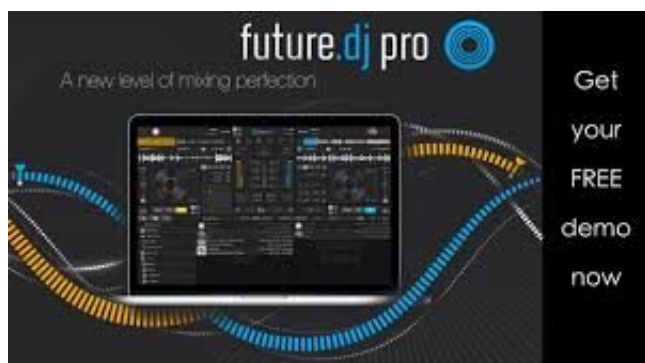 future.dj pro
A new level of mixing perfection
Get
your
FREE
demo
now